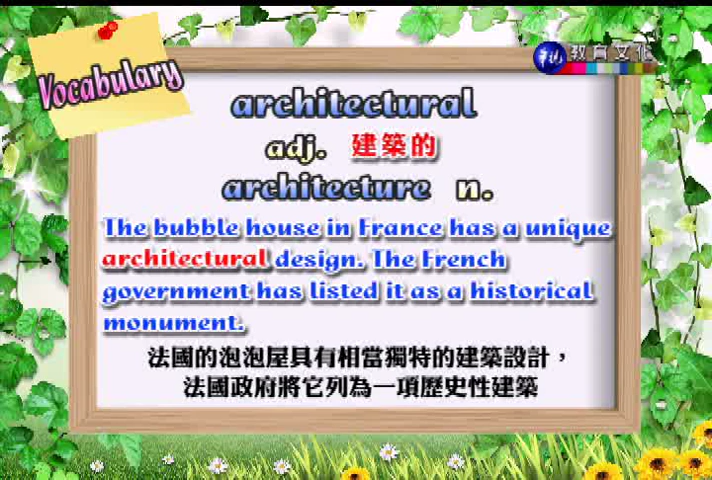 Vocabulary
華視 教育文化
architectural
adj. 建築的
architecture n.
The bubble house in France has a unique
architectural design. The French
government has listed it as a historical
monument.
法國的泡泡屋具有相當獨特的建築設計，
法國政府將它列為一項歷史性建築